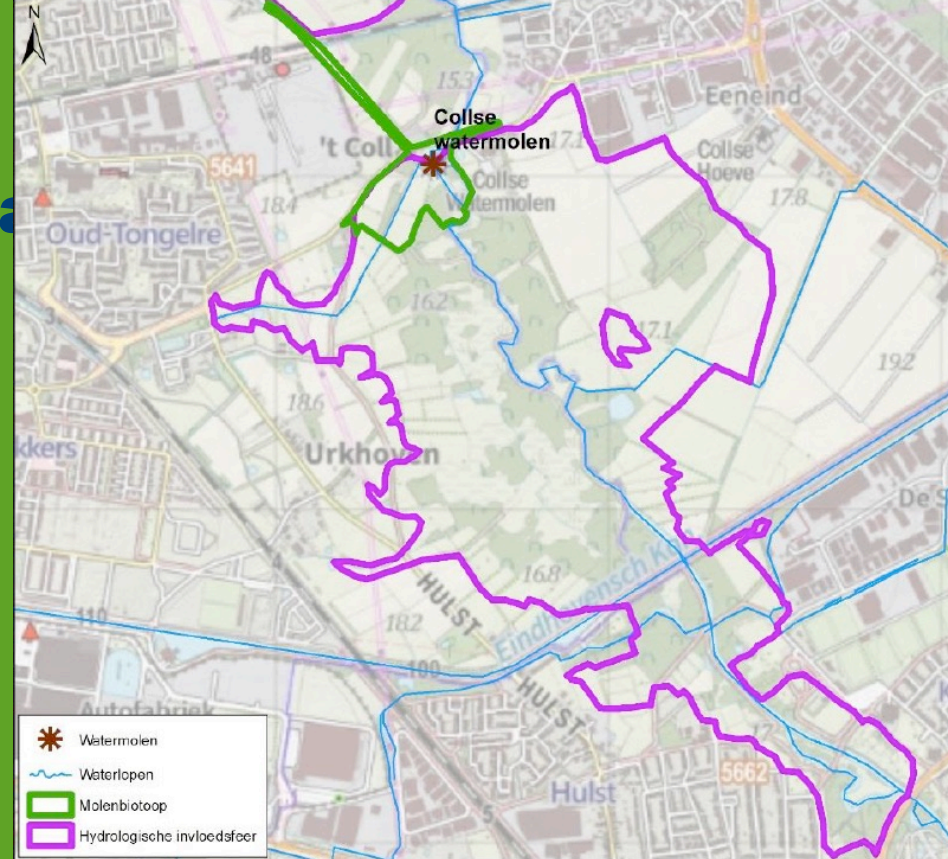 N
48
15.3
Collse
watermolen
Eeneind
't Coll
17.1
Collse
Hoeve
5641
Collse
Watermolen
17.8
18.4
Oud-Tongelre
16.2
17.1
3
19.2
18.6
kkers
Urkhoven
De S
16.8
HULST
Eindhovensch K
110
18.2
100
HULST
Autofabriek
5662
Hulst
5
Watermolen
Waterlopen
Molenbiotoop
Hydrologische invloedsfeer